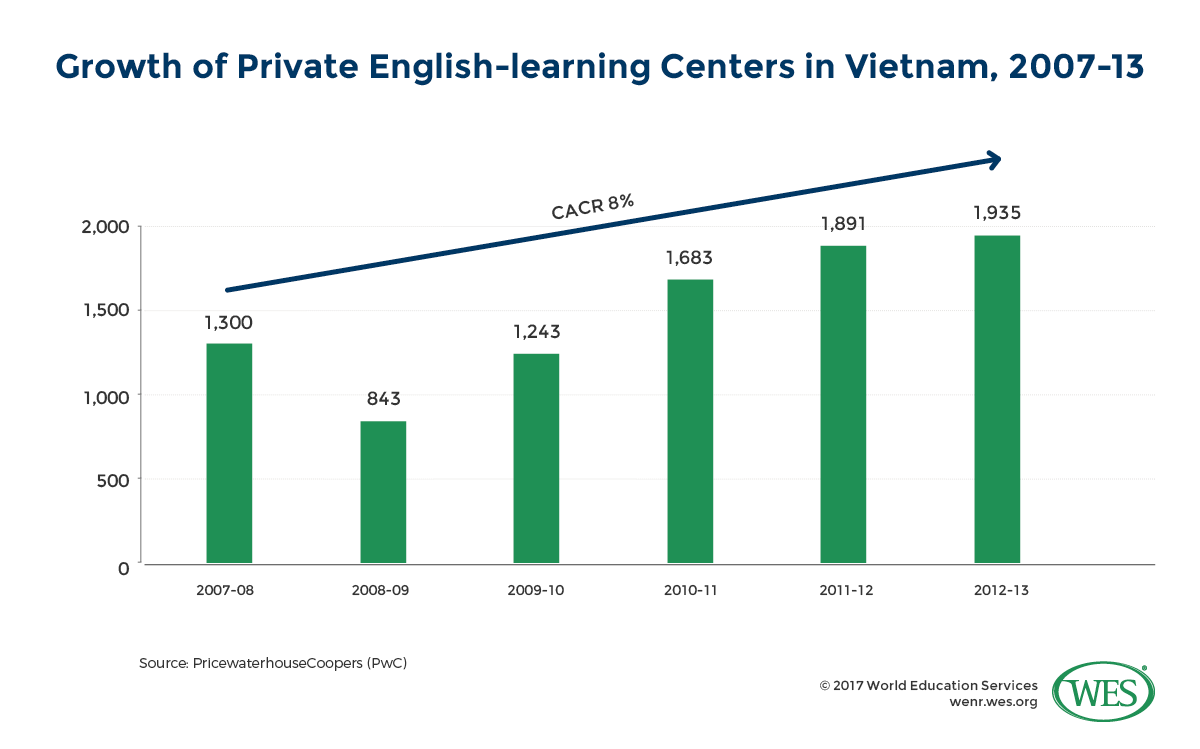 Growth of Private English-learning Centers in Vietnam, 2007-13
CACR 8%
2,000
1,500
1,000
500
0
1,300
843
1,243
1,683
1,891
1,935
2007-08
2008-09
2009-10
2010-11
2011-12
2012-13
Source: PricewaterhouseCoopers (PwC)
© 2017 World Education Services
wenr.wes.org
WES®